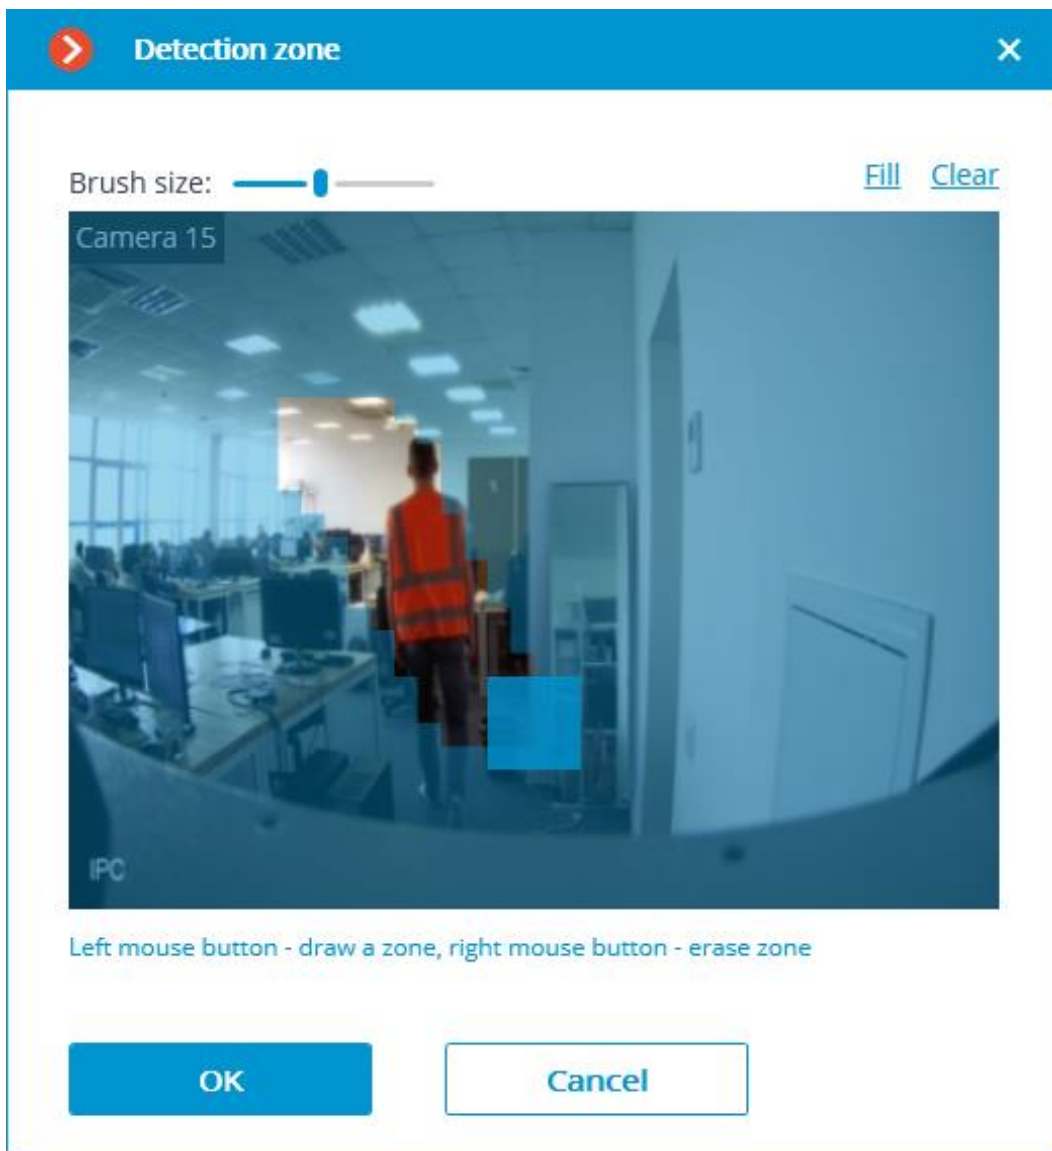 Detection zone
Brush size:
Fill Clear
Camera 15
IPC
Left mouse button - draw a zone, right mouse button - erase zone
OK
Cancel